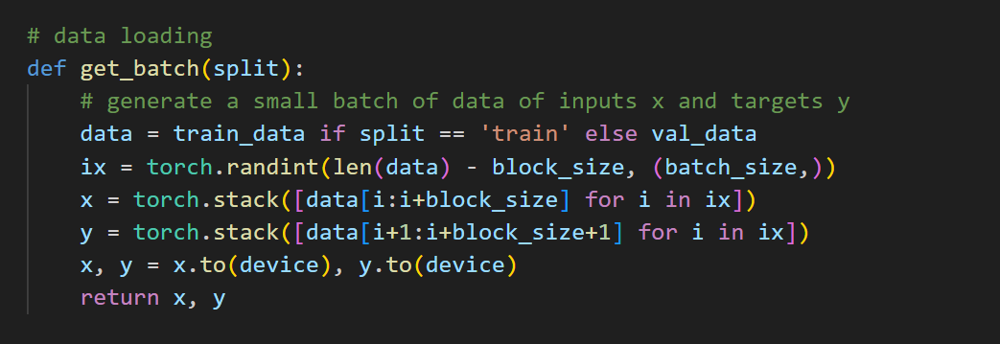 # data loading
def get_batch(split):
    # generate a small batch of data of inputs x and targets y
    data = train_data if split == 'train' else val_data
    ix = torch.randint(len(data) - block_size, (batch_size,))
    x = torch.stack([data[i:i+block_size] for i in ix])
    y = torch.stack([data[i+1:i+block_size+1] for i in ix])
    x, y = x.to(device), y.to(device)
    return x, y